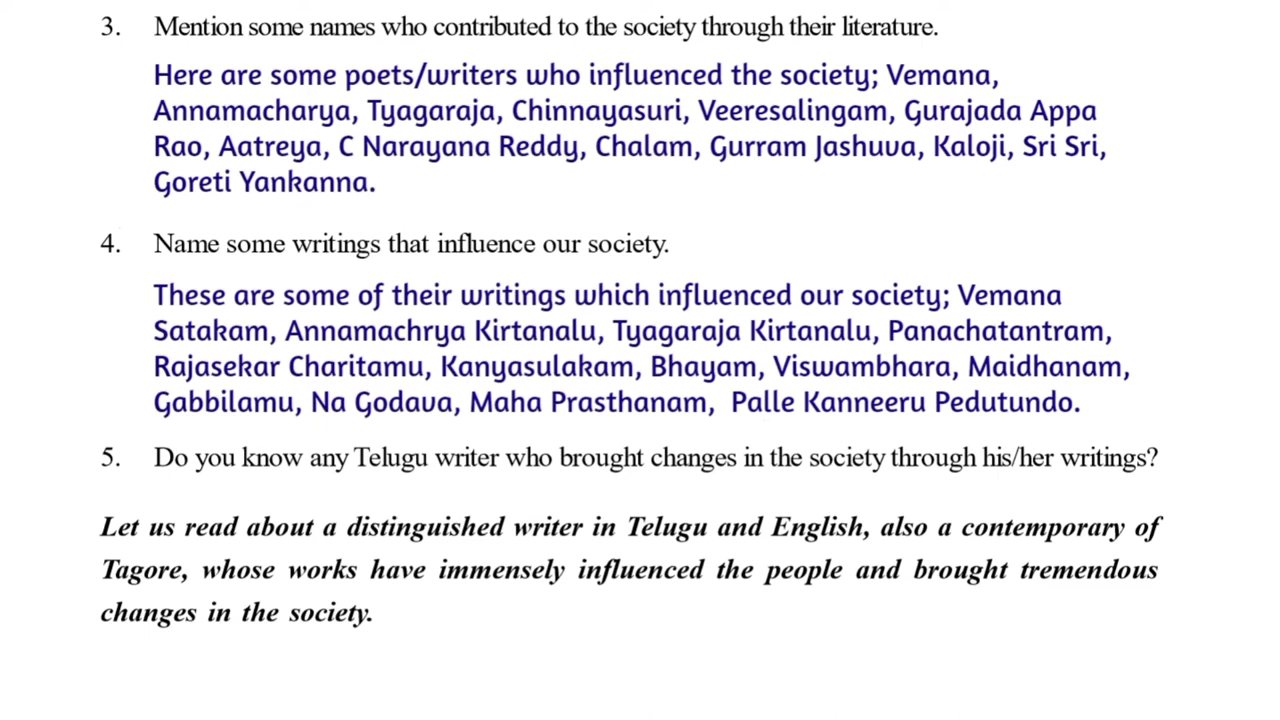 3. Mention some names who contributed to the society through their literature.
Here are some poets/writers who influenced the society; Vemana,
Annamacharya, Tyagaraja, Chinnayasuri, Veeresalingam, Gurajada Appa
Rao, Aatreya, C Narayana Reddy, Chalam, Gurram Jashuva, Kaloji, Sri Sri,
Goreti Yankanna.
4. Name some writings that influence our society.
These are some of their writings which influenced our society; Vemana
Satakam, Annamachrya Kirtanalu, Tyagaraja Kirtanalu, Panachatantram,
Rajasekar Charitamu, Kanyasulakam, Bhayam, Viswambhara, Maidhanam,
Gabbilamu, Na Godava, Maha Prasthanam, Palle Kanneeru Pedutundo.
5. Do you know any Telugu writer who brought changes in the society through his/her writings?
Let us read about a distinguished writer in Telugu and English, also a contemporary of
Tagore, whose works have immensely influenced the people and brought tremendous
changes in the society.